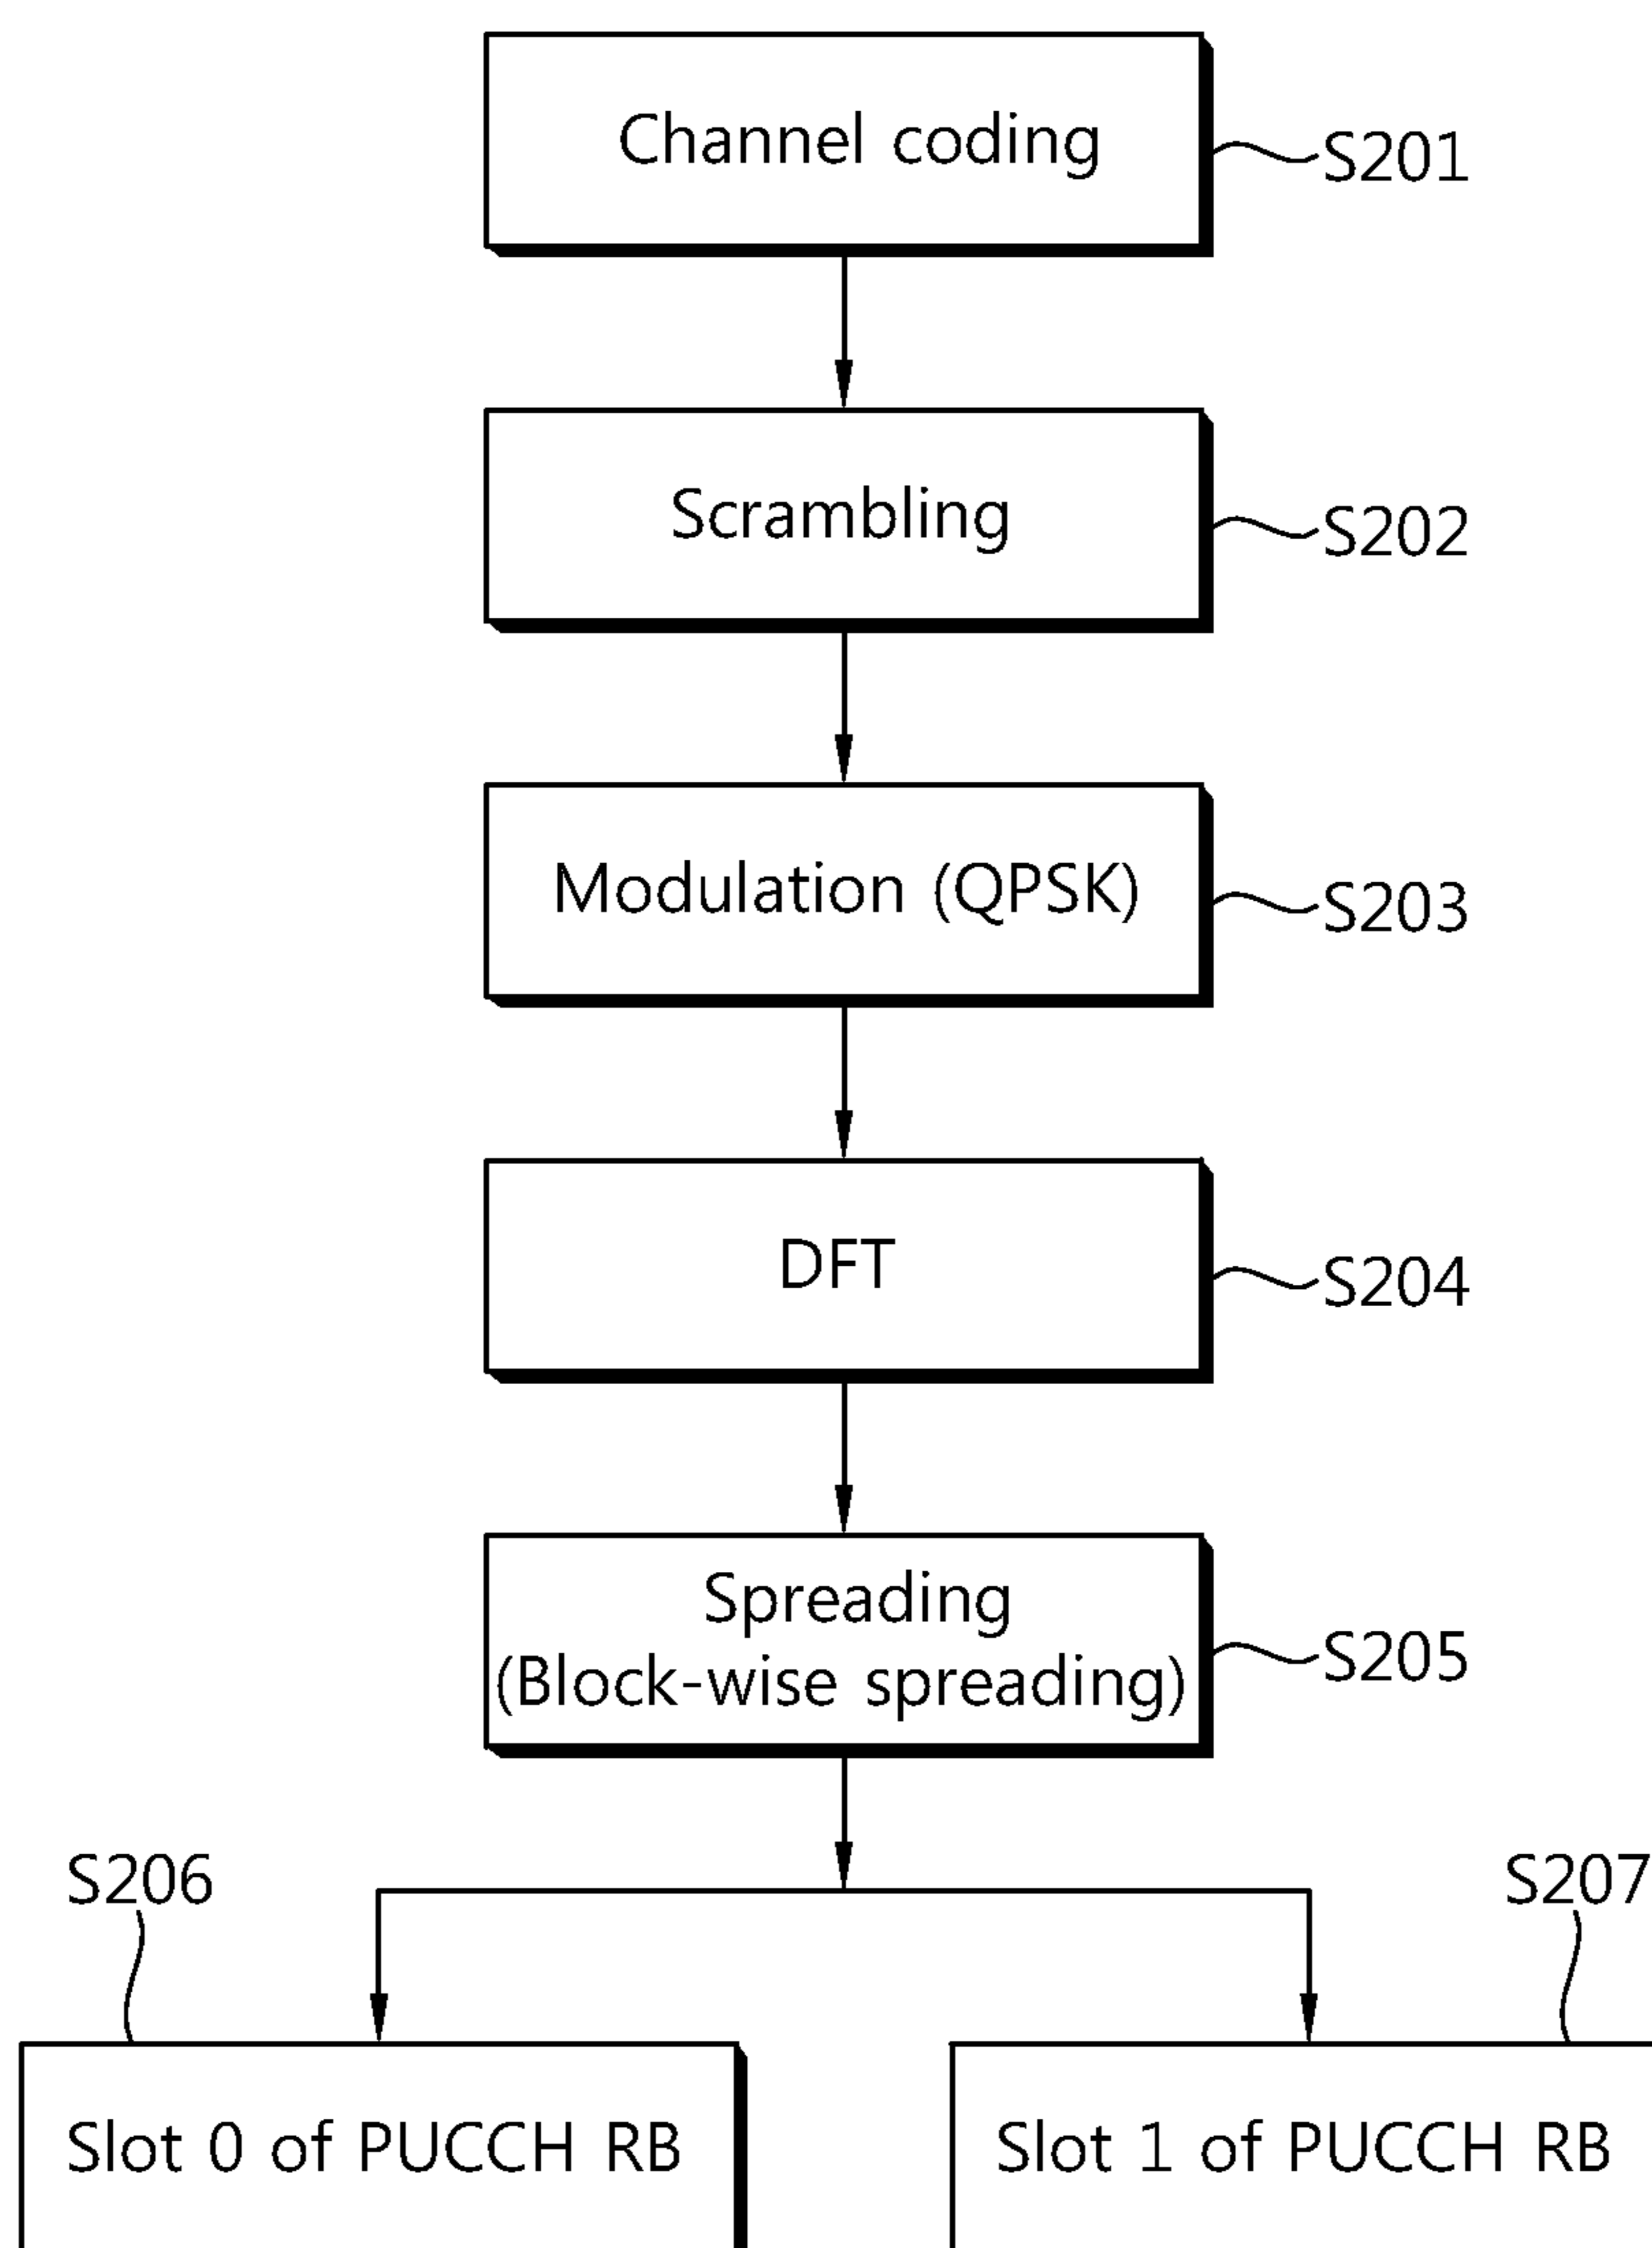 Channel coding
S201
Scrambling
S202
Modulation (QPSK)
S203
DFT
S204
Spreading
(Block-wise spreading)
S205
S206
S207
Slot 0 of PUCCH RB
Slot 1 of PUCCH RB